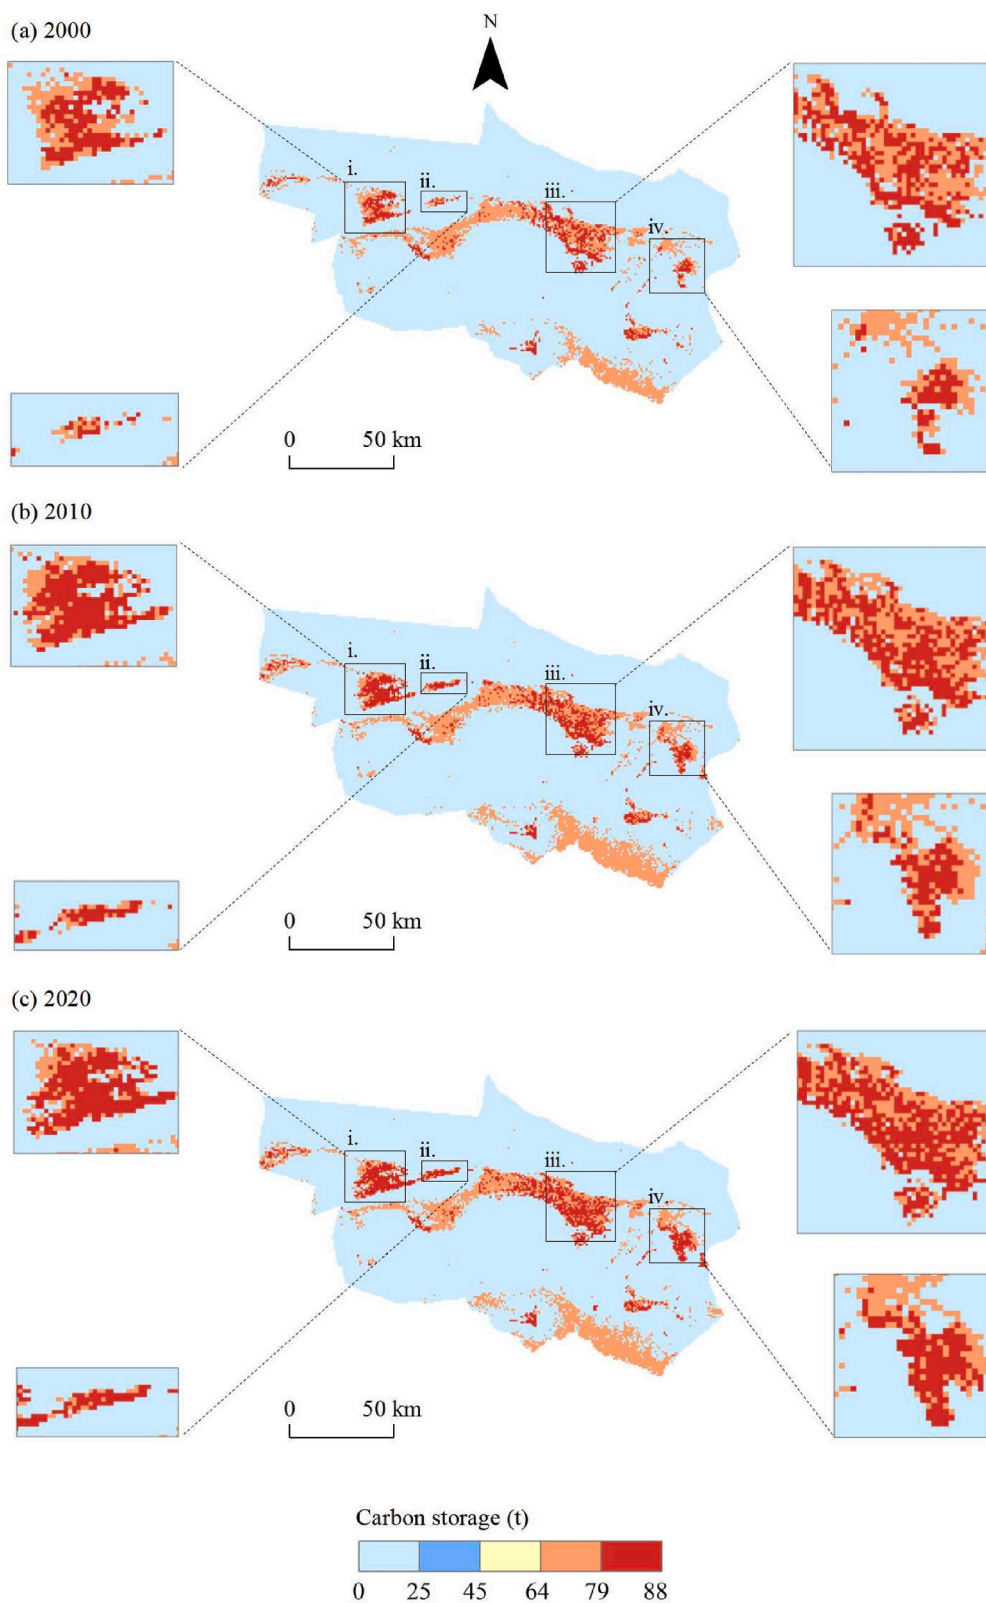 (a) 2000
N
i.
ii.
iii.
iv.
0 50 km
(b) 2010
i.
ii.
iii.
iv.
0 50 km
(c) 2020
i.
ii.
iii.
iv.
0 50 km
Carbon storage (t)
0 25 45 64 79 88